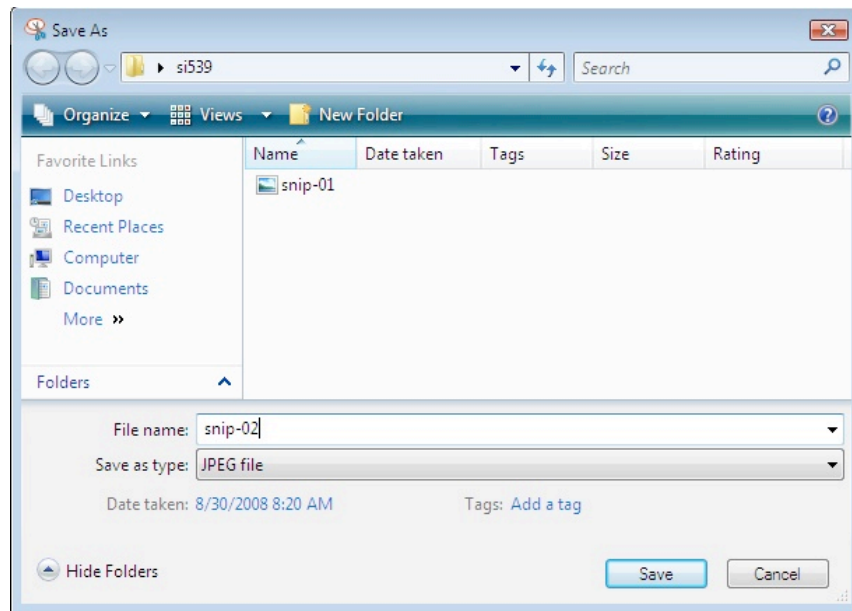 Save As
si539
Search
Organize Views New Folder
Favorite Links
Name Date taken Tags Size Rating
snip-01
Desktop
Recent Places
Computer
Documents
More »
Folders
File name: snip-02
Save as type: JPEG file
Date taken: 8/30/2008 8:20 AM Tags: Add a tag
Hide Folders
Save Cancel